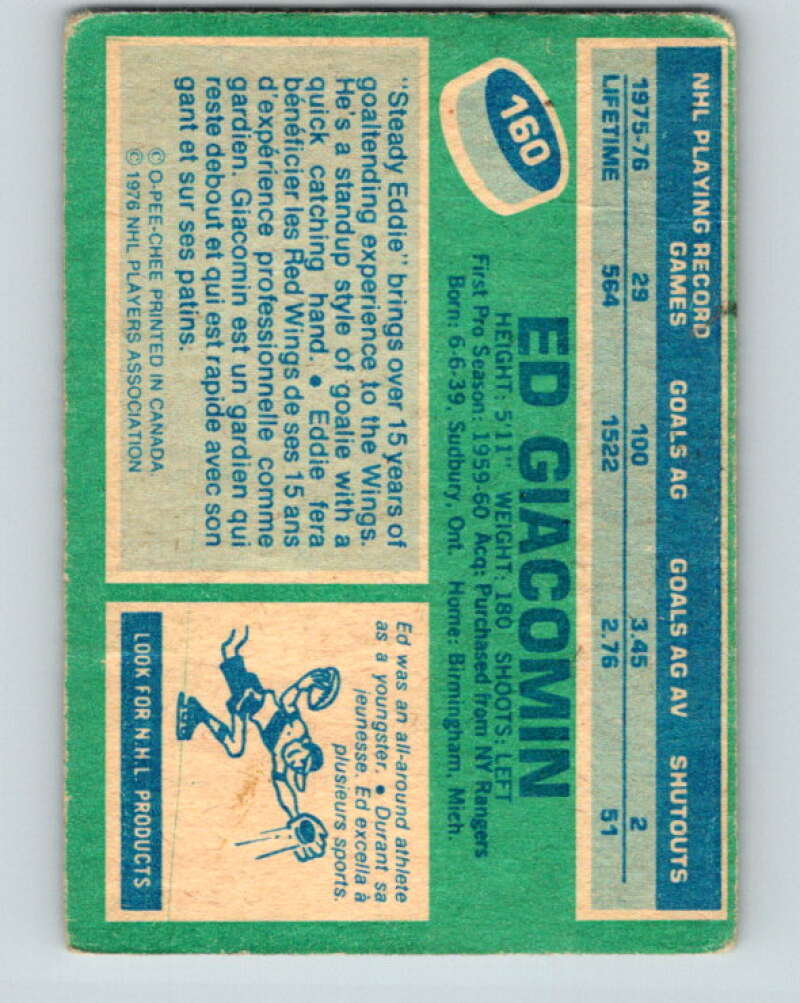 NHL PLAYING RECORD GAMES GOALS AG GOALS AG AV SHUTOUTS
1975-76 29 100 3.45 2
LIFETIME 564 1522 2.76 51
160
ED GIACOMIN
HEIGHT: 5'11" WEIGHT: 180 SHOOTS: LEFT
First Pro Season: 1959-60 Acq: Purchased from NY Rangers
Born: 6-6-39, Sudbury, Ont. Home: Birmingham, Mich.
"Steady Eddie" brings over 15 years of
goaltending experience to the Wings.
He's a standup style of goalie with a
quick catching hand. • Eddie fera
bénéficier les Red Wings de ses 15 ans
d'expérience professionnelle comme
gardien. Giacomin est un gardien qui
reste debout et qui est rapide avec son
gant et sur ses patins.
© O-PEE-CHEE PRINTED IN CANADA
© 1976 NHL PLAYERS ASSOCIATION
Ed was an all-around athlete
as a youngster. • Durant sa
jeunesse. Ed excella à
plusieurs sports.
LOOK FOR N.H.L. PRODUCTS